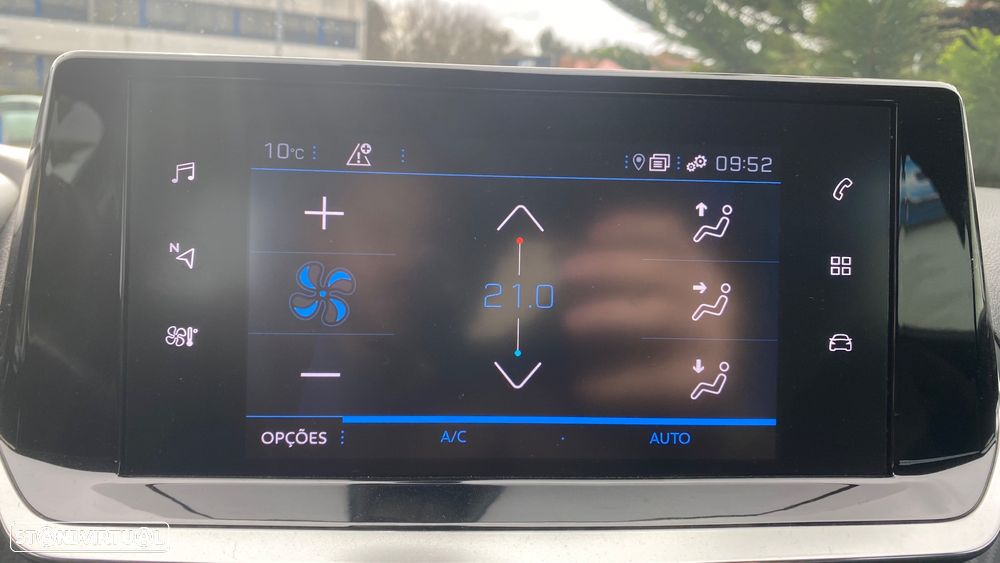 10°C 09:52
N
21.0
OPÇÕES A/C AUTO
STANDVIRTUAL